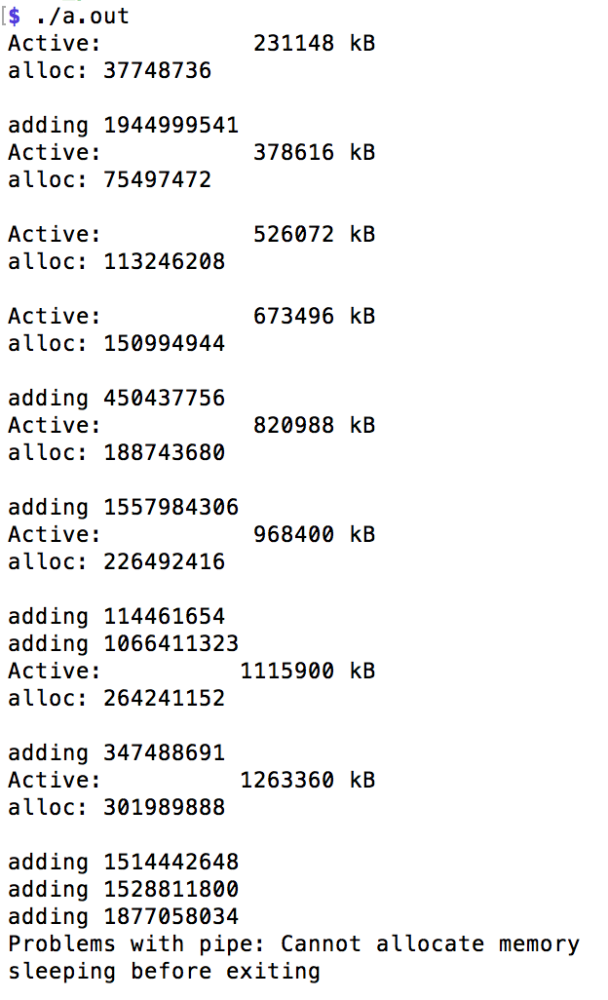 [$ ./a.out
Active:           231148 kB
alloc: 37748736
adding 1944999541
Active:           378616 kB
alloc: 75497472
Active:           526072 kB
alloc: 113246208
Active:           673496 kB
alloc: 150994944
adding 450437756
Active:           820988 kB
alloc: 188743680
adding 1557984306
Active:           968400 kB
alloc: 226492416
adding 114461654
adding 1066411323
Active:          1115900 kB
alloc: 264241152
adding 347488691
Active:          1263360 kB
alloc: 301989888
adding 1514442648
adding 1528811800
adding 1877058034
Problems with pipe: Cannot allocate memory
sleeping before exiting